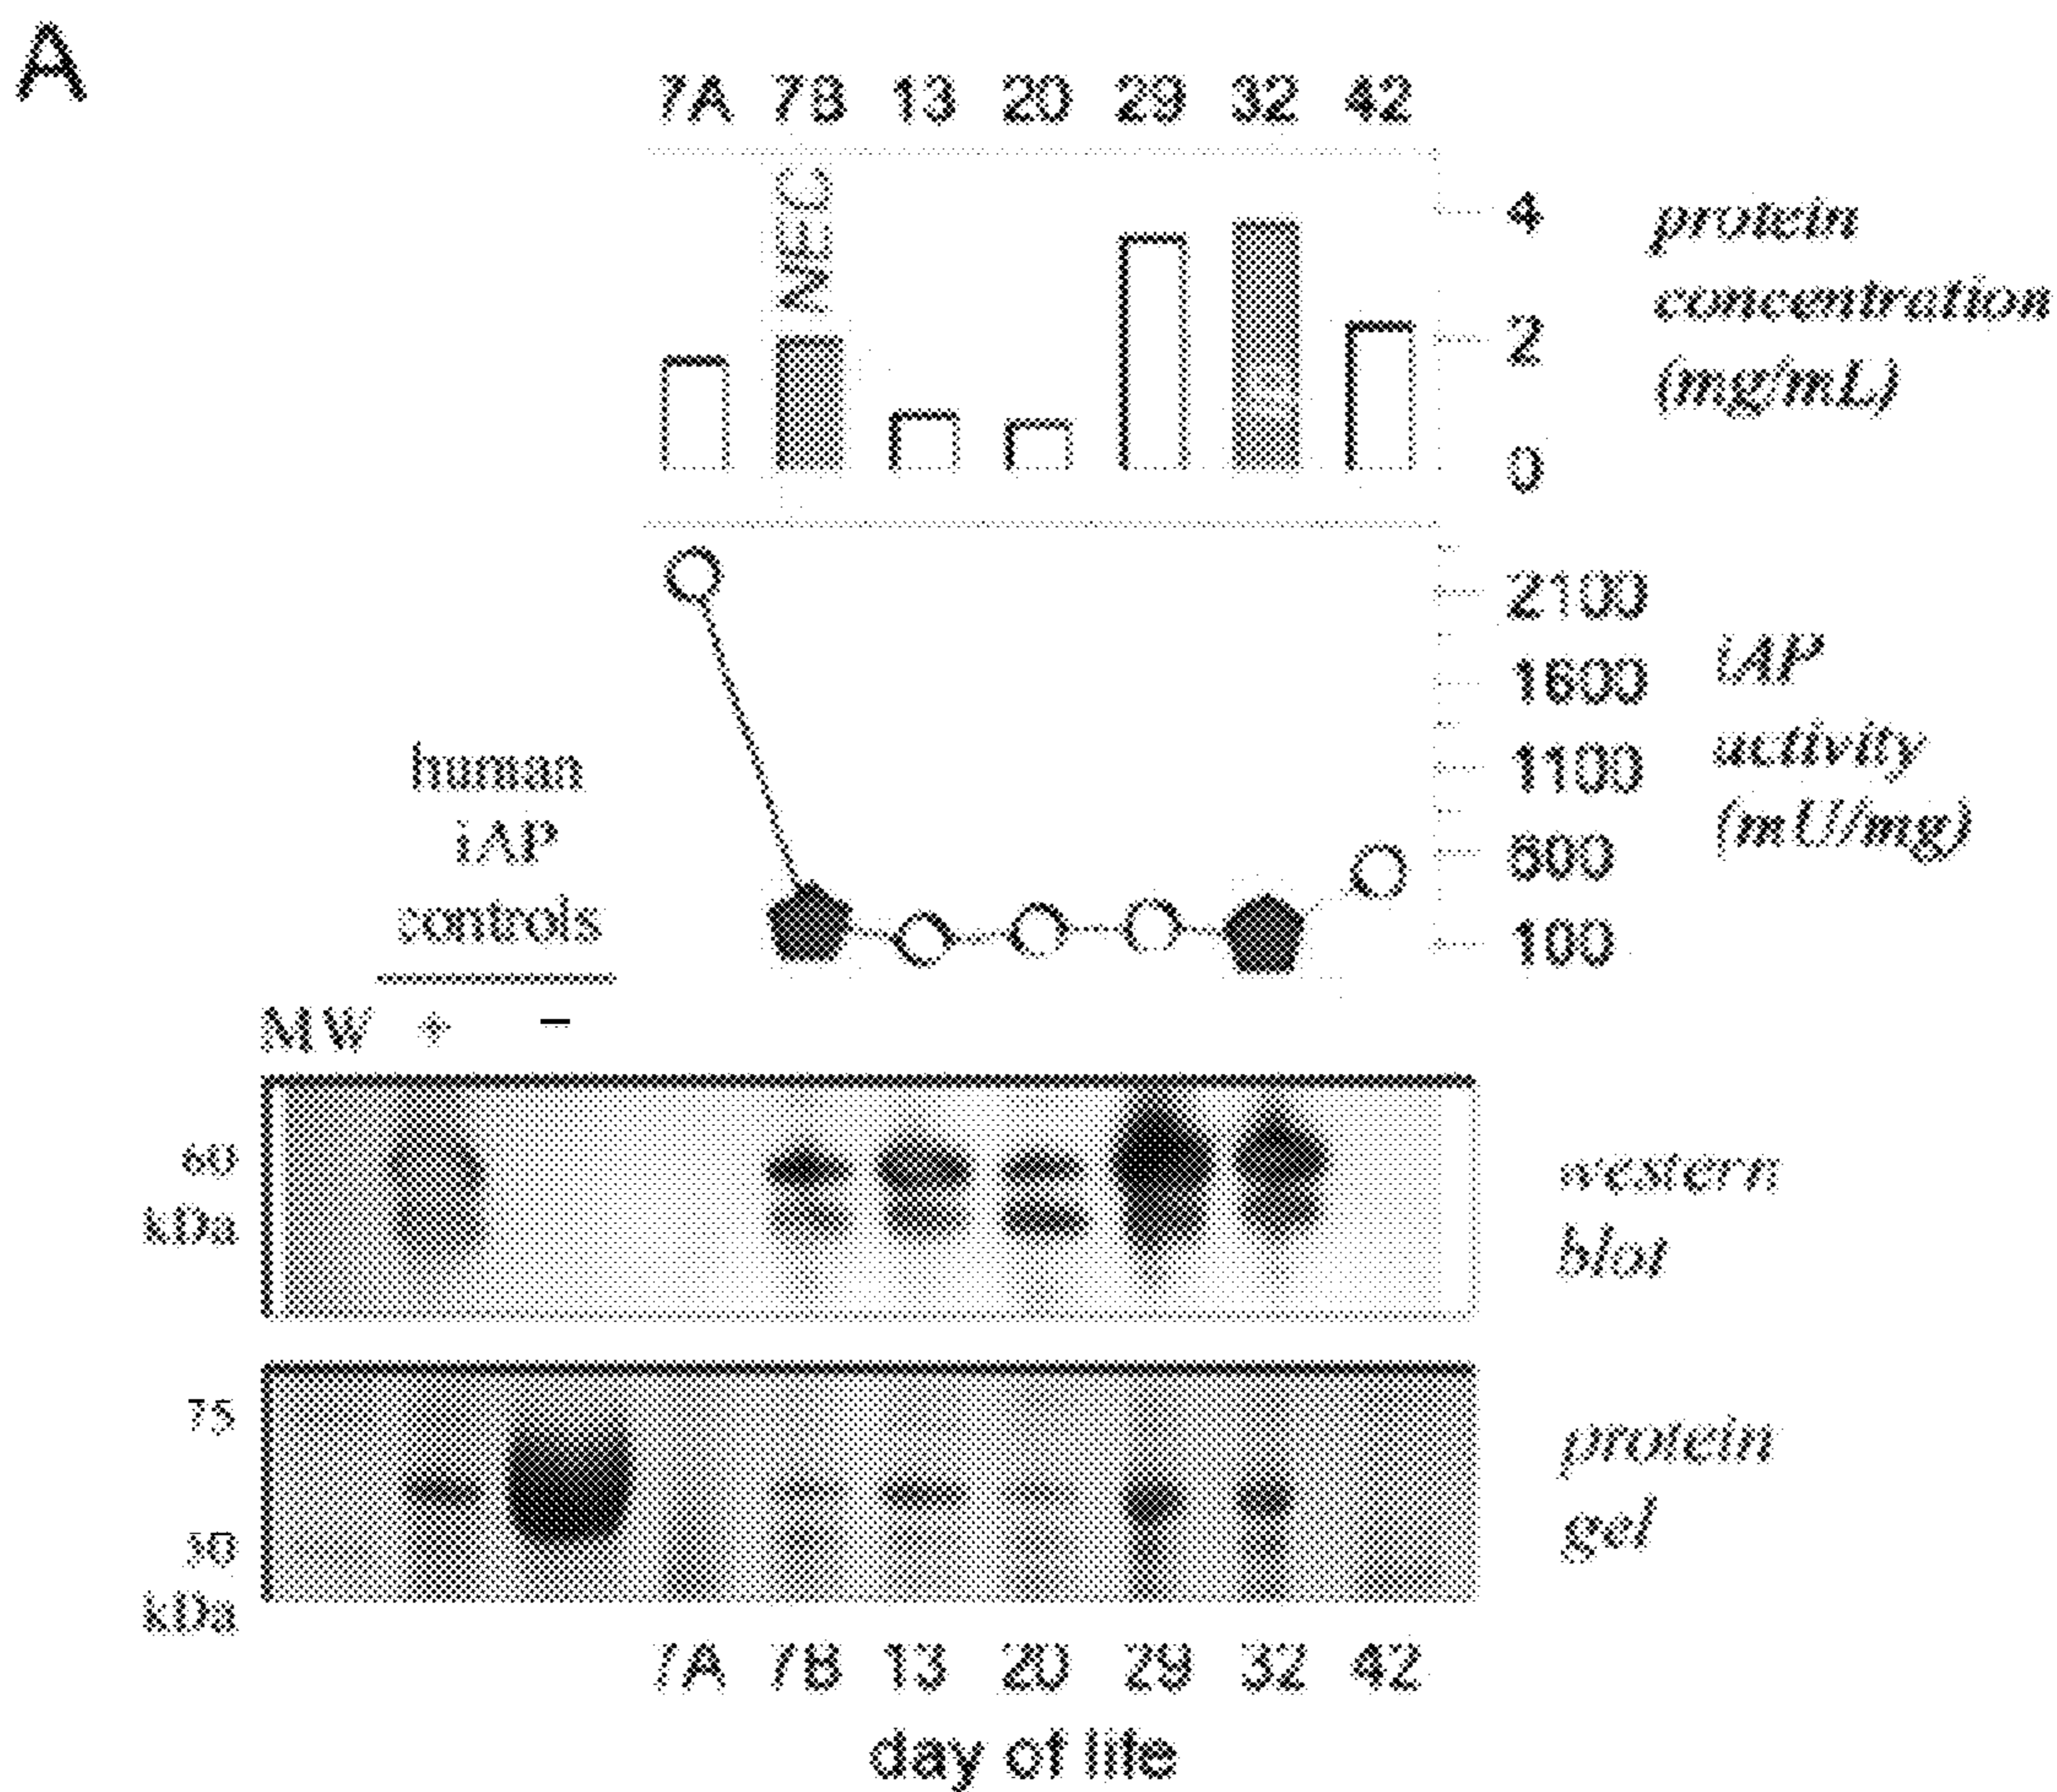 A
7A 7B 13 20 29 32 42
NEC
4
2
0
protein
concentration
(mg/mL)
2100
1600
1100
600
100
iAP
activity
(mU/mg)
human
iAP
controls
MW + −
60
kDa
western
blot
75
50
kDa
protein
gel
7A 7B 13 20 29 32 42
day of life